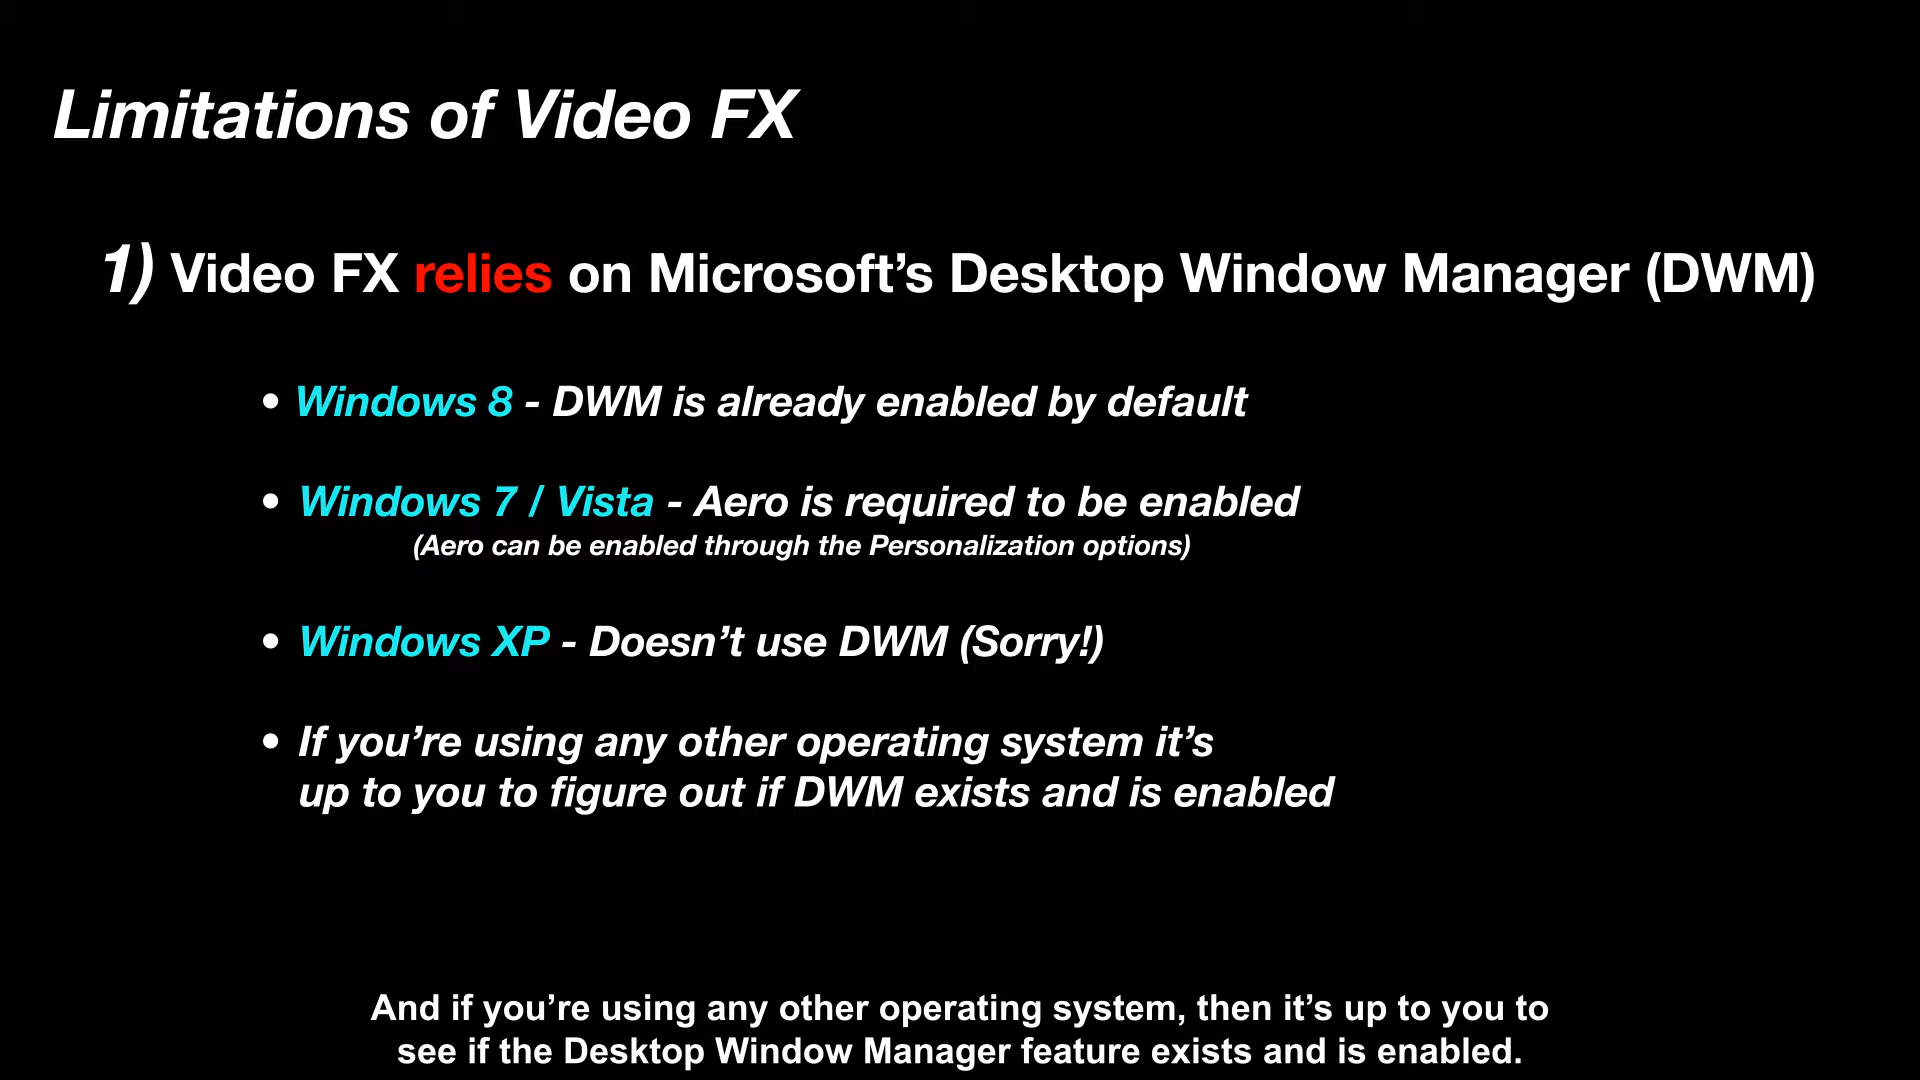 Limitations of Video FX
1) Video FX relies on Microsoft’s Desktop Window Manager (DWM)
• Windows 8 - DWM is already enabled by default
• Windows 7 / Vista - Aero is required to be enabled
(Aero can be enabled through the Personalization options)
• Windows XP - Doesn’t use DWM (Sorry!)
• If you’re using any other operating system it’s
up to you to figure out if DWM exists and is enabled
And if you’re using any other operating system, then it’s up to you to
see if the Desktop Window Manager feature exists and is enabled.